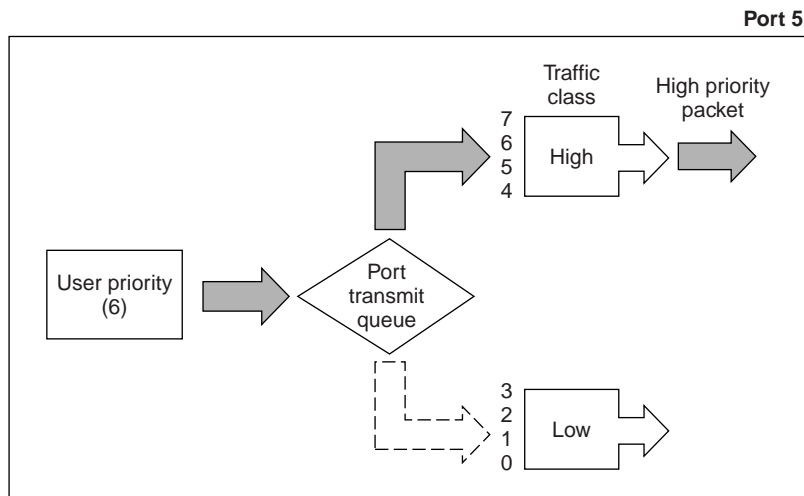 Port 5
Traffic
class
High priority
packet
7
6
5
4
High
User priority
(6)
Port
transmit
queue
3
2
1
0
Low